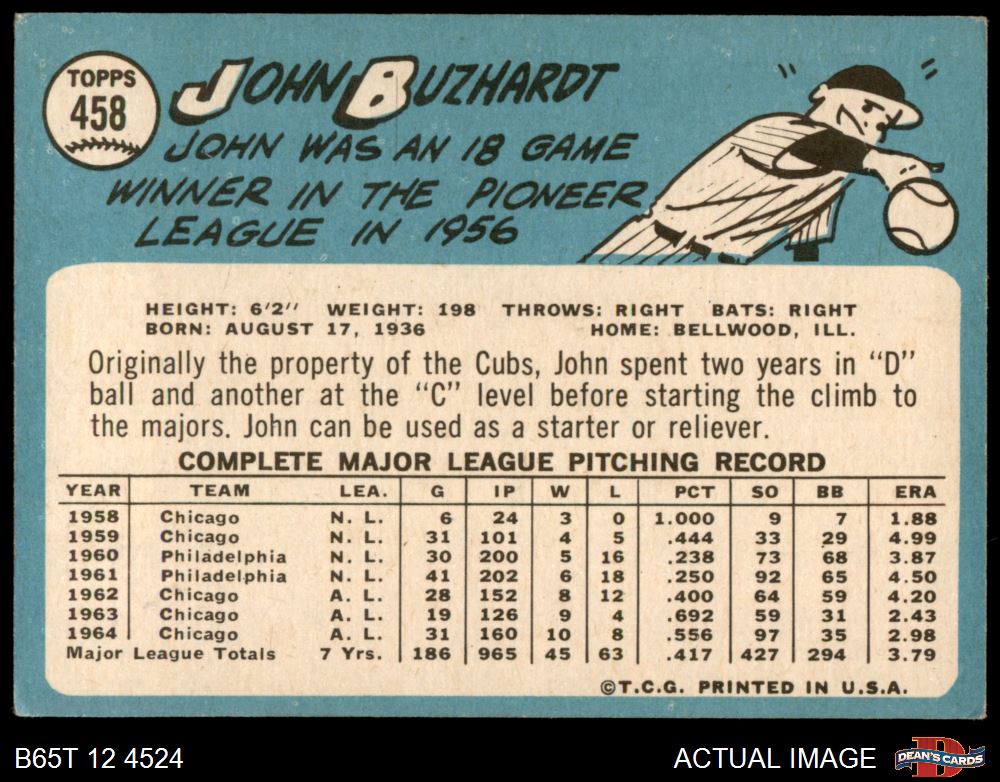 TOPPS
458
JOHN BUZHARDT
JOHN WAS AN 18 GAME
WINNER IN THE PIONEER
LEAGUE IN 1956
HEIGHT: 6'2" WEIGHT: 198 THROWS: RIGHT BATS: RIGHT
BORN: AUGUST 17, 1936 HOME: BELLWOOD, ILL.
Originally the property of the Cubs, John spent two years in “D”
ball and another at the “C” level before starting the climb to
the majors. John can be used as a starter or reliever.
COMPLETE MAJOR LEAGUE PITCHING RECORD
YEAR TEAM LEA. G IP W L PCT SO BB ERA
1958 Chicago N. L. 6 24 3 0 1.000 9 7 1.88
1959 Chicago N. L. 31 101 4 5 .444 33 29 4.99
1960 Philadelphia N. L. 30 200 5 16 .238 73 68 3.87
1961 Philadelphia N. L. 41 202 6 18 .250 92 65 4.50
1962 Chicago A. L. 28 152 8 12 .400 64 59 4.20
1963 Chicago A. L. 19 126 9 4 .692 59 31 2.43
1964 Chicago A. L. 31 160 10 8 .556 97 35 2.98
Major League Totals 7 Yrs. 186 965 45 63 .417 427 294 3.79
©T.C.G. PRINTED IN U.S.A.
B65T 12 4524 ACTUAL IMAGE D DEAN'S CARDS